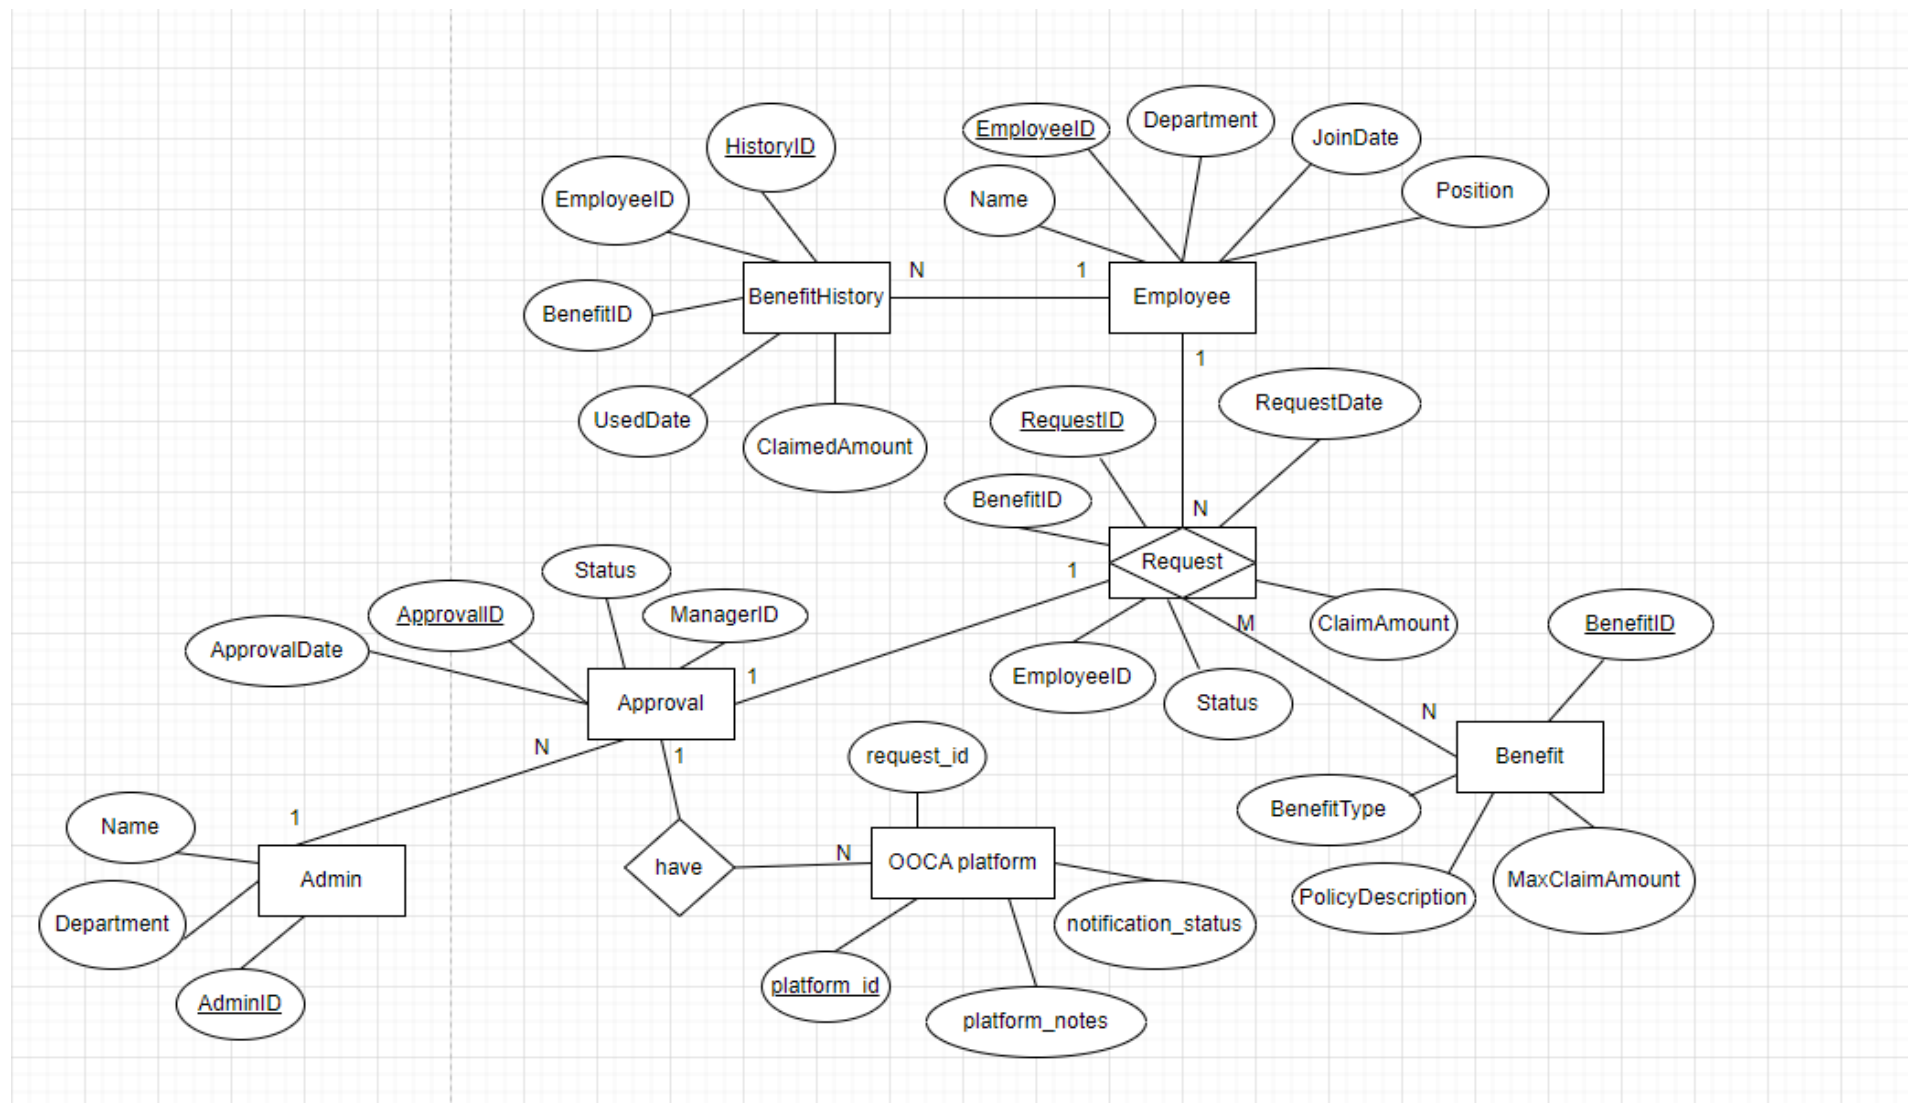 EmployeeID
Department
JoinDate
HistoryID
Position
EmployeeID
Name
N
1
BenefitHistory
Employee
BenefitID
1
RequestDate
UsedDate
RequestID
ClaimedAmount
BenefitID
N
Request
Status
1
ApprovalID
ManagerID
M
ClaimAmount
BenefitID
ApprovalDate
EmployeeID
1
Status
Approval
N
N
1
request_id
Benefit
BenefitType
1
Name
N
have
OOCA platform
Admin
PolicyDescription
MaxClaimAmount
Department
notification_status
platform_id
AdminID
platform_notes